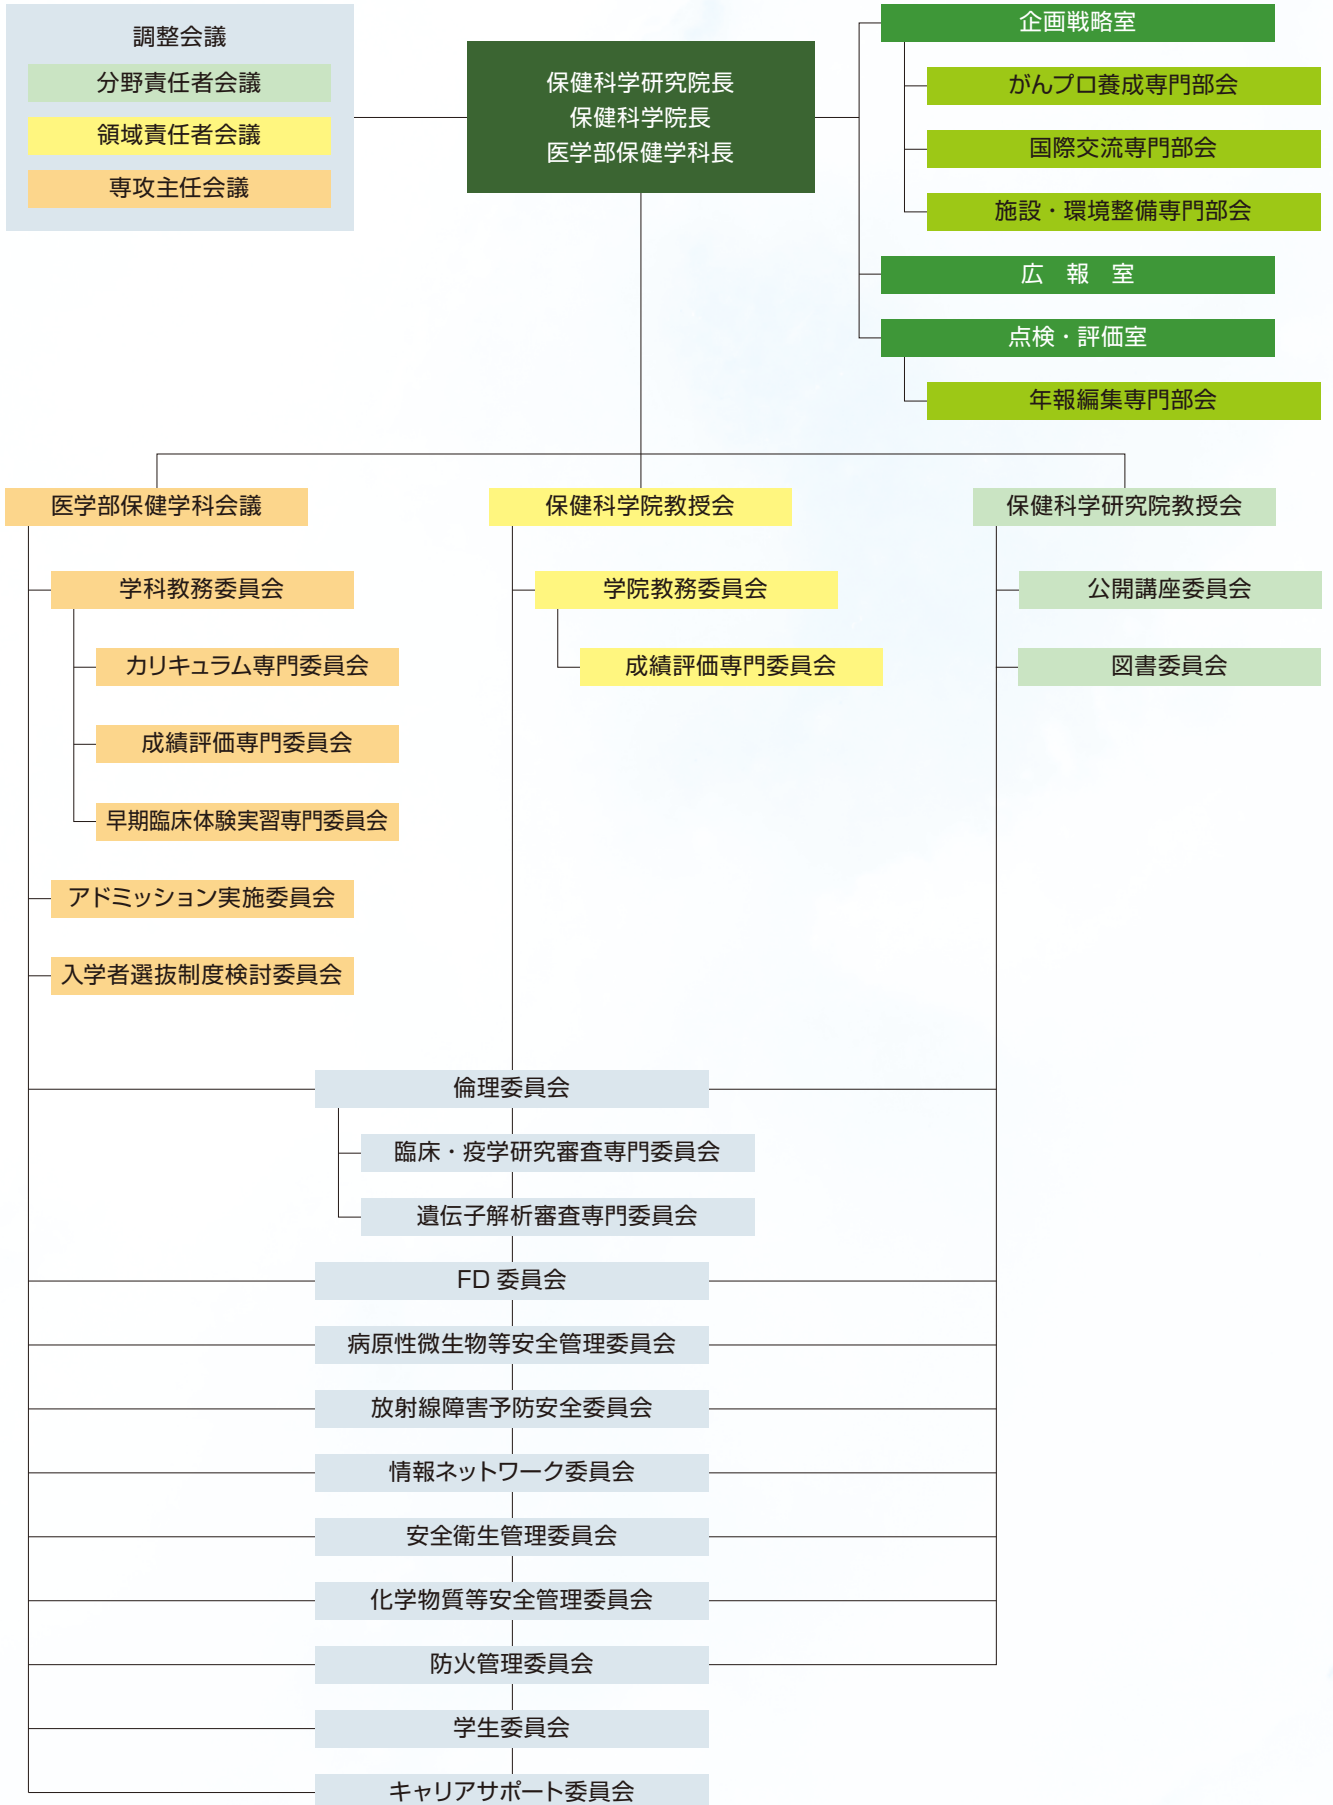 調整会議
分野責任者会議
領域責任者会議
専攻主任会議
保健科学研究院長
保健科学院長
医学部保健学科長
企画戦略室
がんプロ養成専門部会
国際交流専門部会
施設・環境整備専門部会
広　報　室
点検・評価室
年報編集専門部会
医学部保健学科会議
学科教務委員会
カリキュラム専門委員会
成績評価専門委員会
早期臨床体験実習専門委員会
アドミッション実施委員会
入学者選抜制度検討委員会
保健科学院教授会
学院教務委員会
成績評価専門委員会
保健科学研究院教授会
公開講座委員会
図書委員会
倫理委員会
臨床・疫学研究審査専門委員会
遺伝子解析審査専門委員会
FD 委員会
病原性微生物等安全管理委員会
放射線障害予防安全委員会
情報ネットワーク委員会
安全衛生管理委員会
化学物質等安全管理委員会
防火管理委員会
学生委員会
キャリアサポート委員会